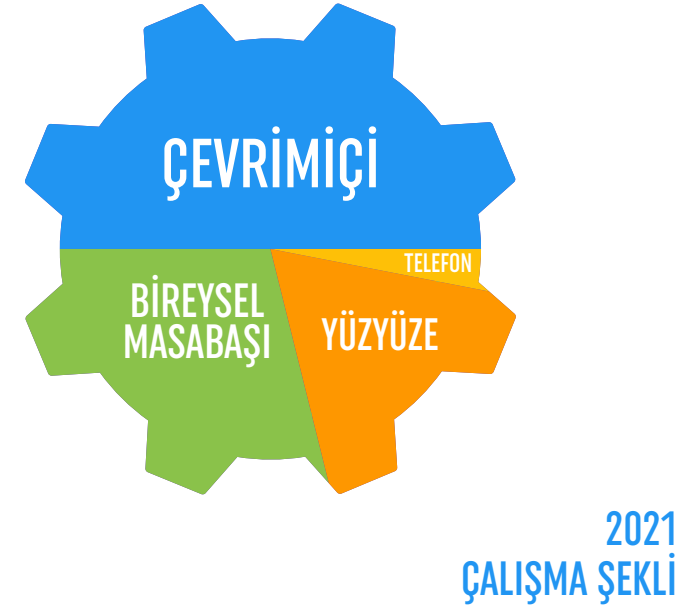 ÇEVRİMİÇİ
TELEFON
BİREYSEL
MASABAŞI
YÜZYÜZE
2021
ÇALIŞMA ŞEKLİ